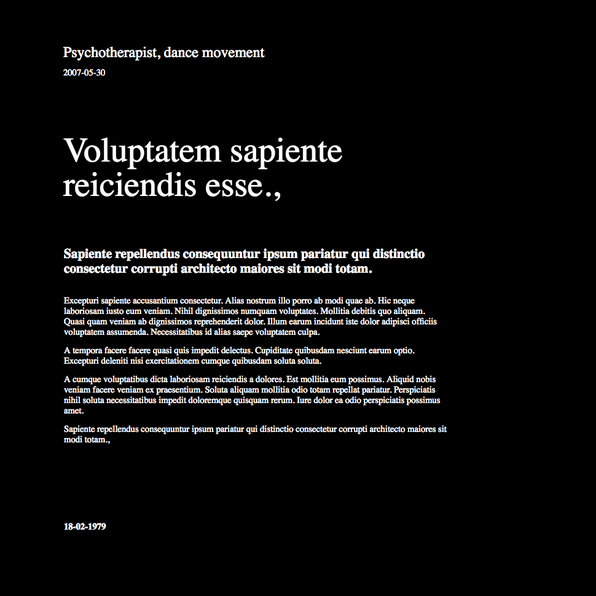 Psychotherapist, dance movement
2007-05-30
Voluptatem sapiente
reiciendis esse.,
Sapiente repellendus consequuntur ipsum pariatur qui distinctio
consectetur corrupti architecto maiores sit modi totam.
Excepturi sapiente accusantium consectetur. Alias nostrum illo porro ab modi quae ab. Hic neque
laboriosam iusto eum veniam. Nihil dignissimos numquam voluptates. Mollitia debitis quo aliquam.
Quasi quam veniam ab dignissimos reprehenderit dolor. Illum earum incidunt iste dolor adipisci officiis
voluptatem assumenda. Necessitatibus id alias saepe voluptatem culpa.
A tempora facere facere quasi quis impedit delectus. Cupiditate quibusdam nesciunt earum optio.
Excepturi deleniti nisi exercitationem cumque quibusdam soluta soluta.
A cumque voluptatibus dicta laboriosam reiciendis a dolores. Est mollitia eum possimus. Aliquid nobis
veniam facere veniam ex praesentium. Soluta aliquam mollitia odio totam repellat pariatur. Perspiciatis
nihil soluta necessitatibus impedit doloremque quisquam rerum. Iure dolor ea odio perspiciatis possimus
amet.
Sapiente repellendus consequuntur ipsum pariatur qui distinctio consectetur corrupti architecto maiores sit
modi totam.,
18-02-1979